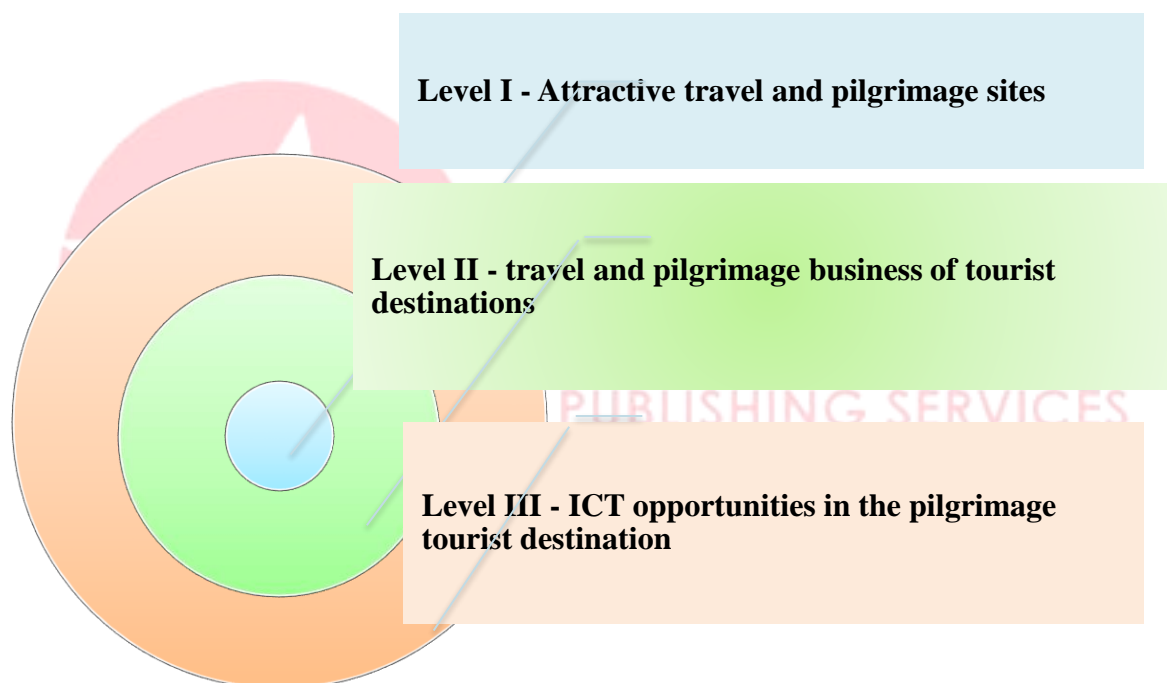 Level I - Attractive travel and pilgrimage sites
Level II - travel and pilgrimage business of tourist
destinations
PUBLISHING SERVICES
Level III - ICT opportunities in the pilgrimage
tourist destination